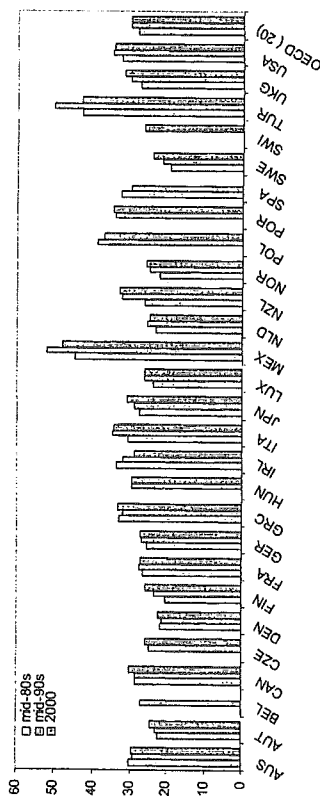 60
50
40
30
20
10
0
mid-80s
mid-90s
2000
AUS
AUT
BEL
CAN
CZE
DEN
FIN
FRA
GER
GRC
HUN
IRL
ITA
JPN
LUX
MEX
NLD
NZL
NOR
POL
POR
SPA
SWE
SWI
TUR
UKG
USA
OECD (20)